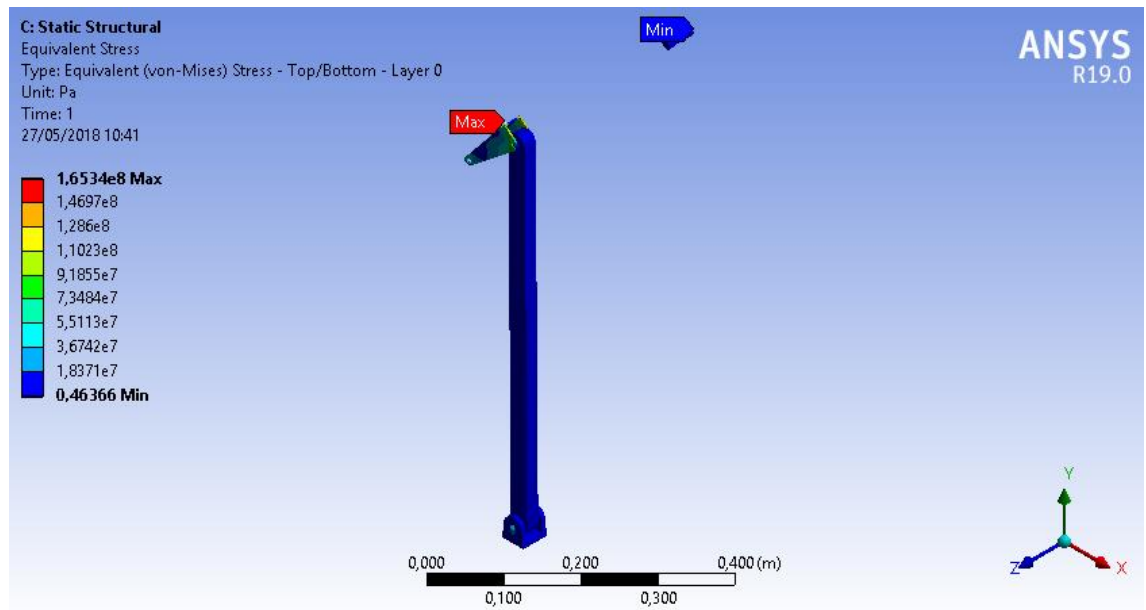 C: Static Structural
Equivalent Stress
Type: Equivalent (von-Mises) Stress - Top/Bottom - Layer 0
Unit: Pa
Time: 1
27/05/2018 10:41
Min
ANSYS
R19.0
Max
1,6534e8 Max
1,4697e8
1,286e8
1,1023e8
9,1855e7
7,3484e7
5,5113e7
3,6742e7
1,8371e7
0,46366 Min
0,000 0,200 0,400 (m)
0,100 0,300
Y
Z X